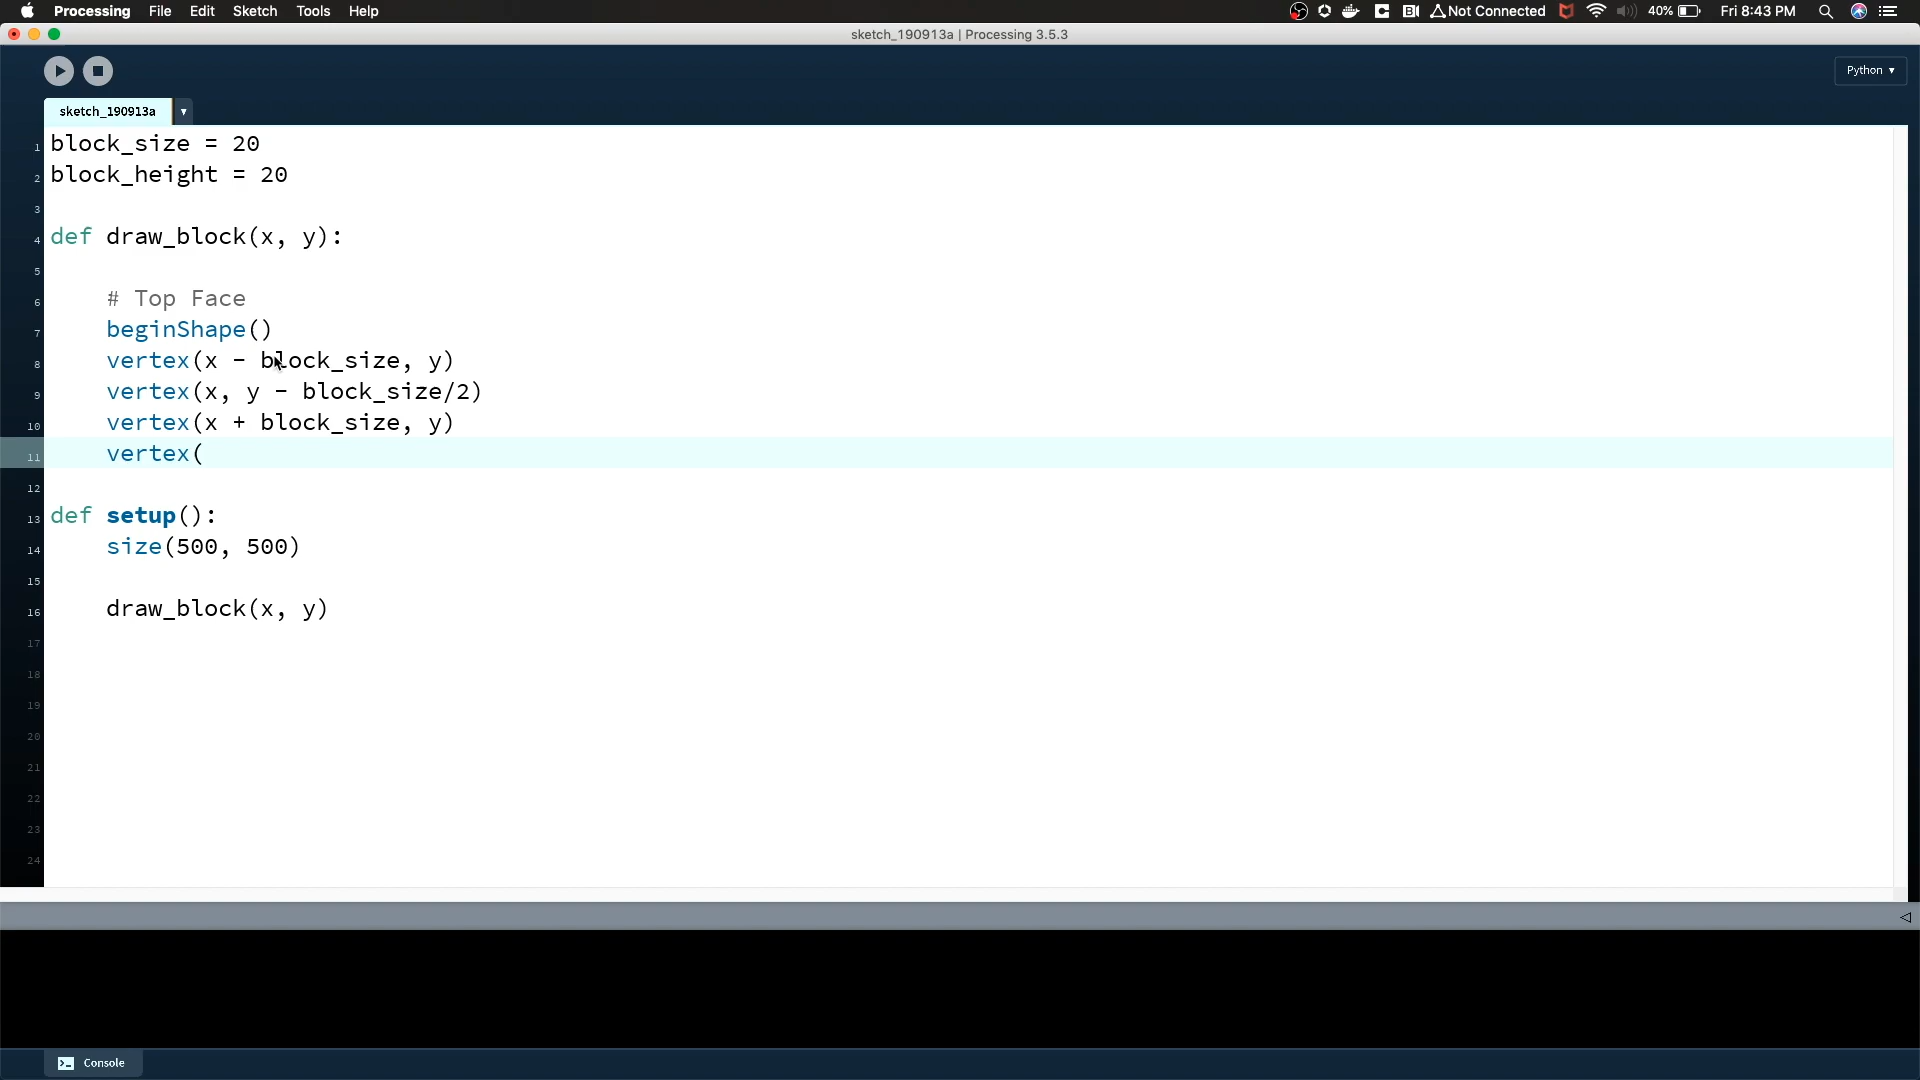 Processing File Edit Sketch Tools Help Not Connected 40% Fri 8:43 PM
sketch_190913a | Processing 3.5.3
Python ▾
sketch_190913a ▾
1 block_size = 20
2 block_height = 20
3
4 def draw_block(x, y):
5
6 # Top Face
7 beginShape()
8 vertex(x - block_size, y)
9 vertex(x, y - block_size/2)
10 vertex(x + block_size, y)
11 vertex(
12
13 def setup():
14 size(500, 500)
15
16 draw_block(x, y)
17
18
19
20
21
22
23
24
Console